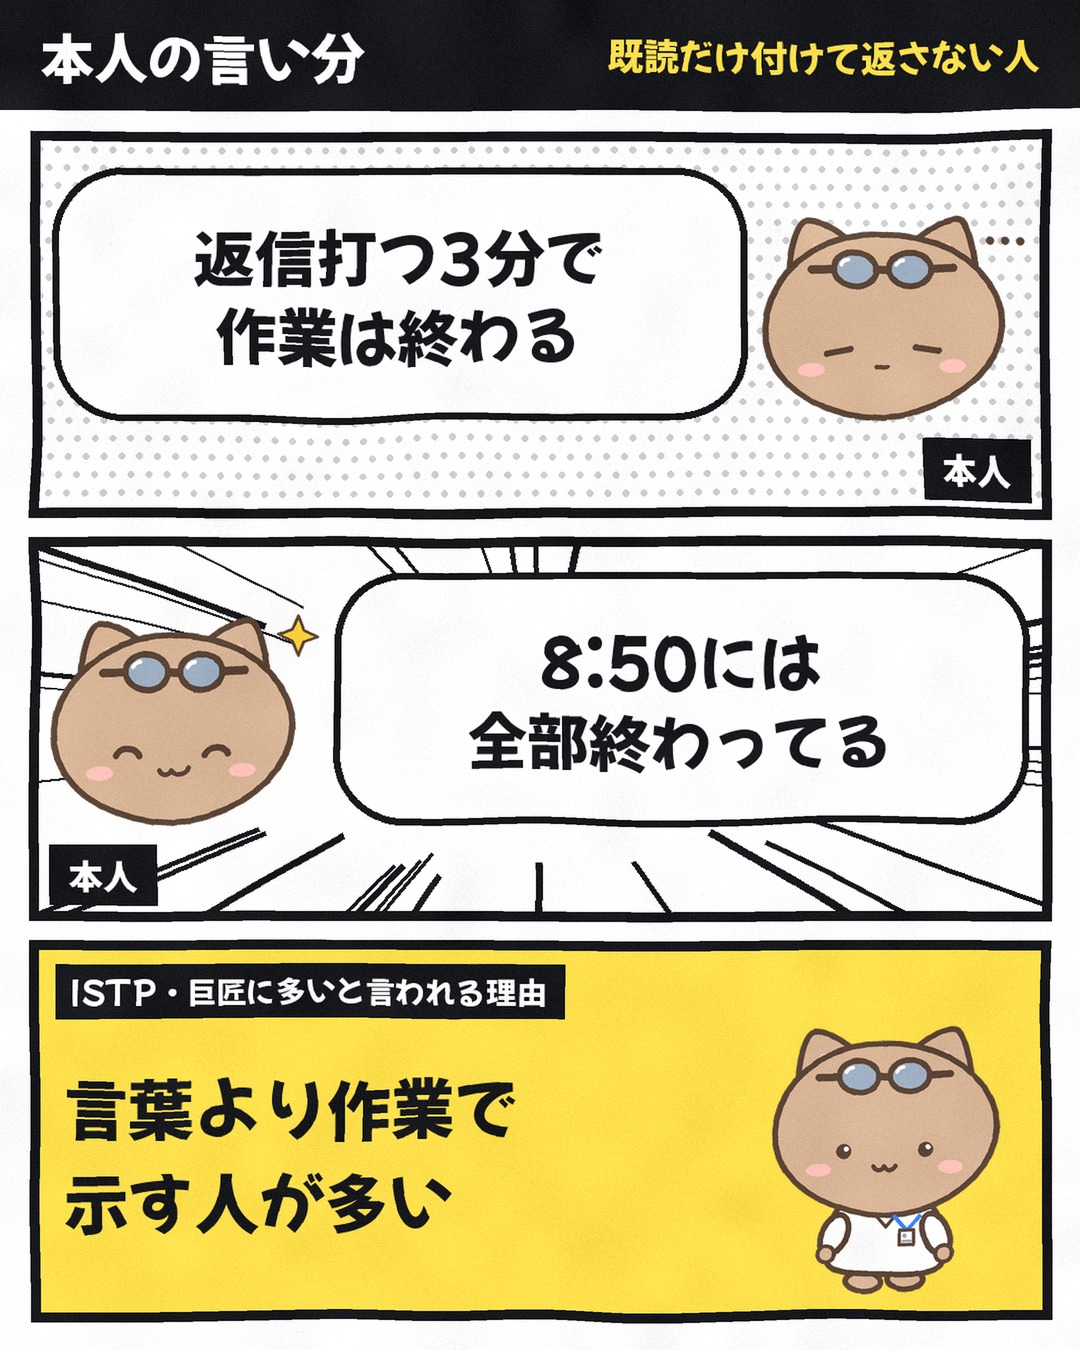 本人の言い分
既読だけ付けて返さない人
返信打つ3分で
作業は終わる
本人
8:50には
全部終わってる
本人
ISTP・巨匠に多いと言われる理由
言葉より作業で
示す人が多い